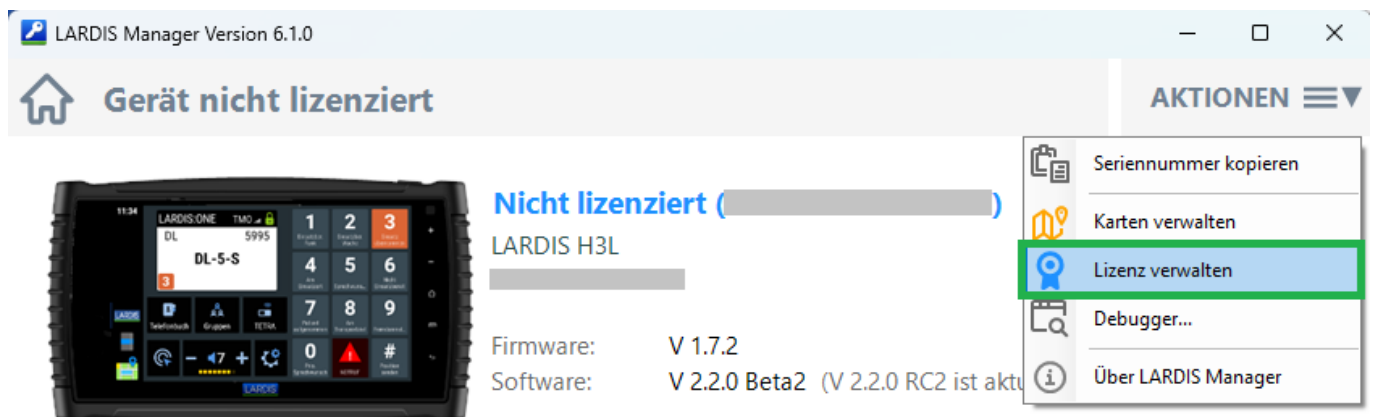 LARDIS Manager Version 6.1.0
Gerät nicht lizenziert
AKTIONEN
Seriennummer kopieren
Karten verwalten
Lizenz verwalten
Debugger...
Über LARDIS Manager
Nicht lizenziert ( )
LARDIS H3L
Firmware: V 1.7.2
Software: V 2.2.0 Beta2 (V 2.2.0 RC2 ist aktu
11:34
LARDIS:ONE TMO
DL 5995
DL-5-S
3
1 2 3
4 5 6
7 8 9
0 #
LARDIS
Telefonbuch Gruppen TETRA
- 7 +
LARDIS